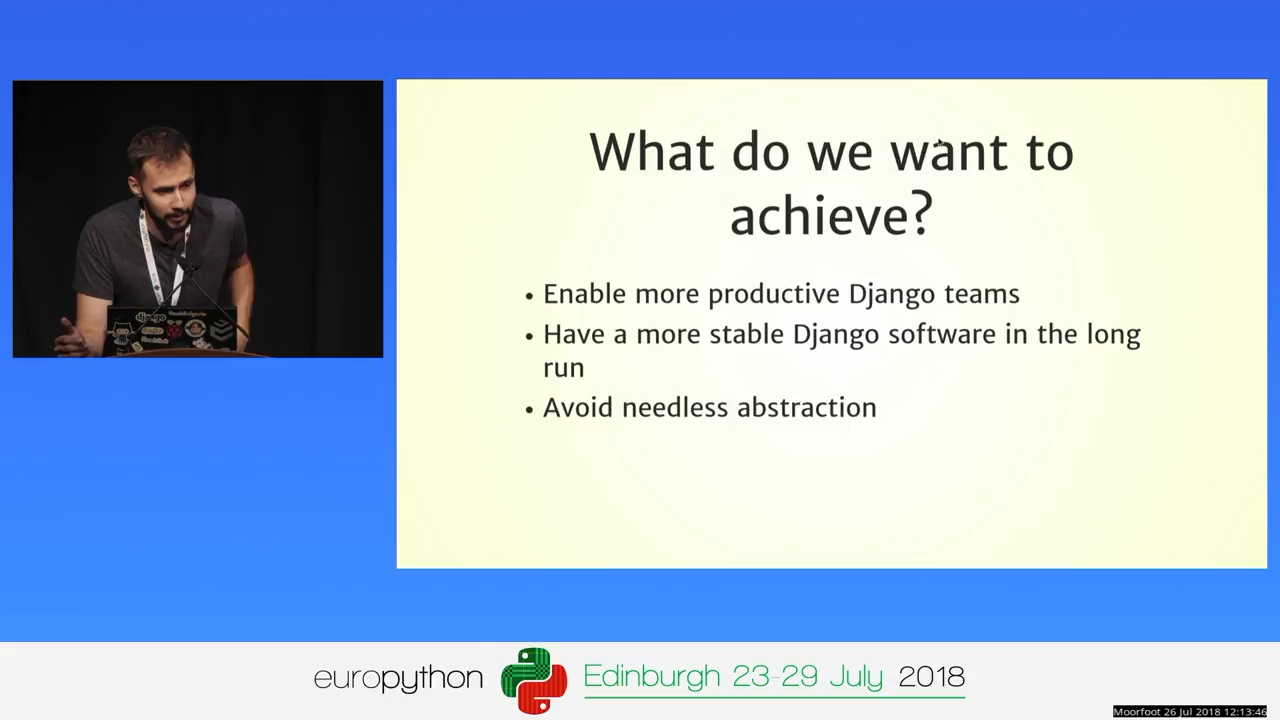 What do we want to
achieve?
• Enable more productive Django teams
• Have a more stable Django software in the long
run
• Avoid needless abstraction
django
europython
Edinburgh 23-29 July 2018
Moorfoot 26 Jul 2018 12:13:46